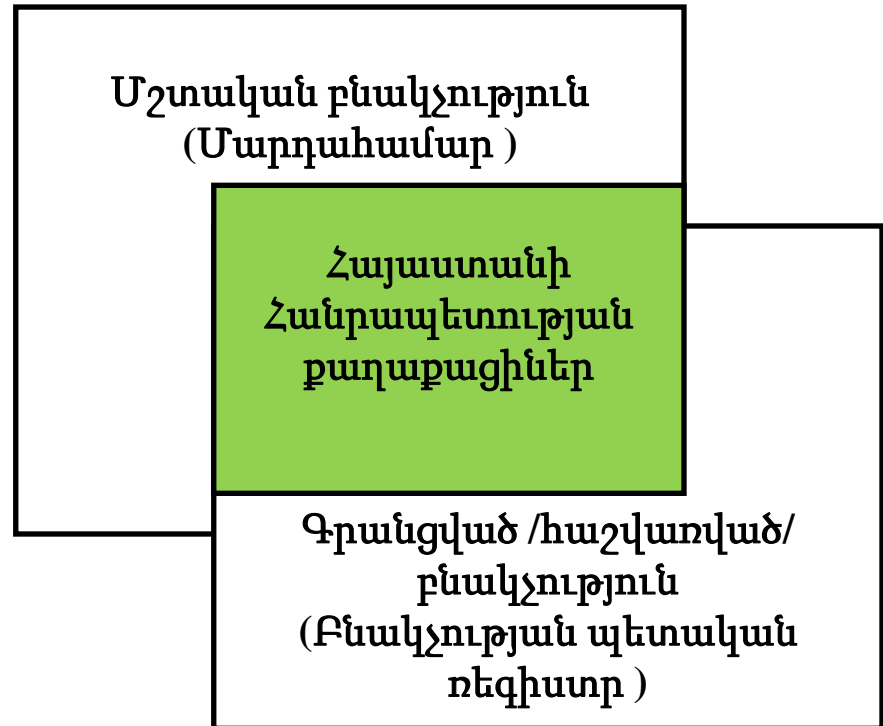 Մշտական բնակչություն
(Մարդահամար )
Հայաստանի
Հանրապետության
քաղաքացիներ
Գրանցված /հաշվառված/
բնակչություն
(Բնակչության պետական
ռեգիստր )